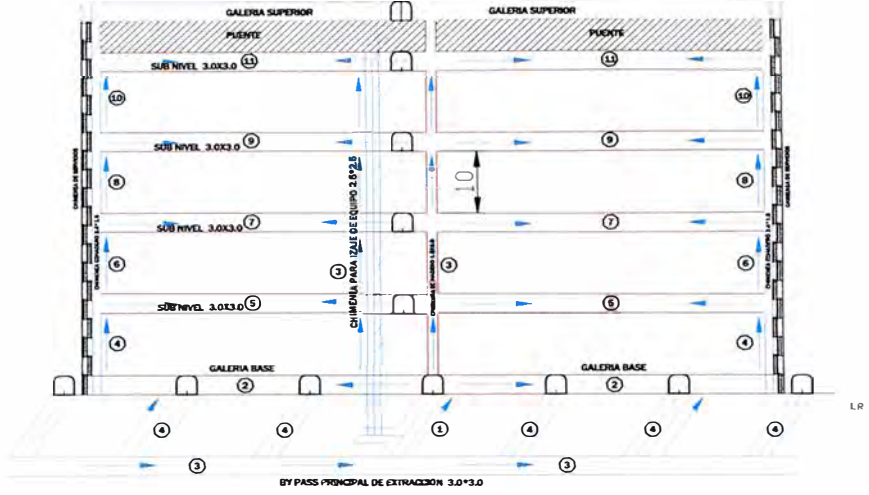 GALERIA SUPERIOR
GALERIA SUPERIOR
PUENTE
PUENTE
11
11
SUB NIVEL 3.0X3.0
10
10
9
9
SUB NIVEL 3.0X3.0
8
10
8
7
7
SUB NIVEL 3.0X3.0
CHIMENIA PARA IZAJE DE EQUIPO 2.5*2.5
6
3
3
6
5
6
SUB NIVEL 3.0X3.0
4
4
GALERIA BASE
GALERIA BASE
2
2
LR
4
4
1
4
4
4
3
3
BY PASS PRINCIPAL DE EXTRACCION 3.0*3.0